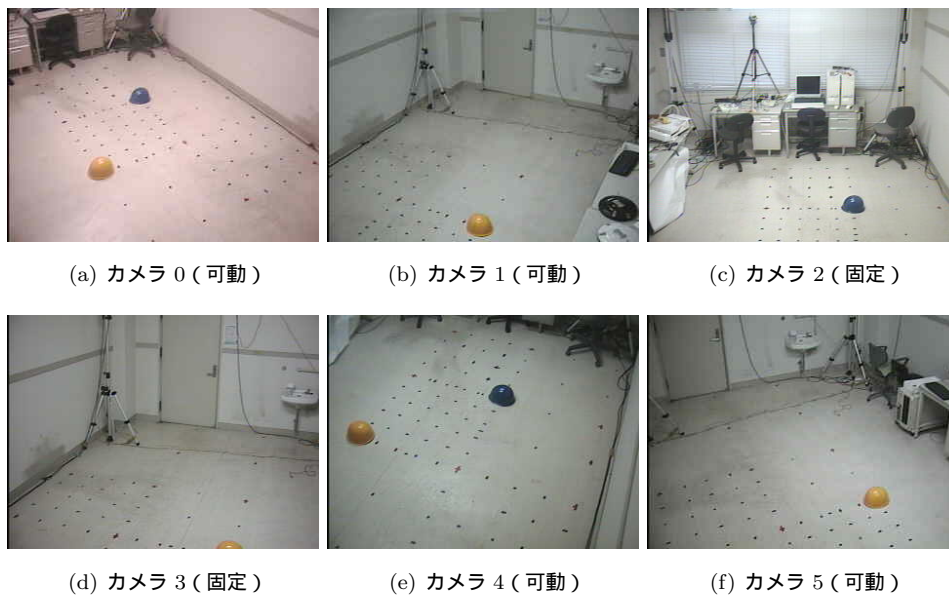 (a) カメラ 0 ( 可動 )
(b) カメラ 1 ( 可動 )
(c) カメラ 2 ( 固定 )
(d) カメラ 3 ( 固定 )
(e) カメラ 4 ( 可動 )
(f) カメラ 5 ( 可動 )